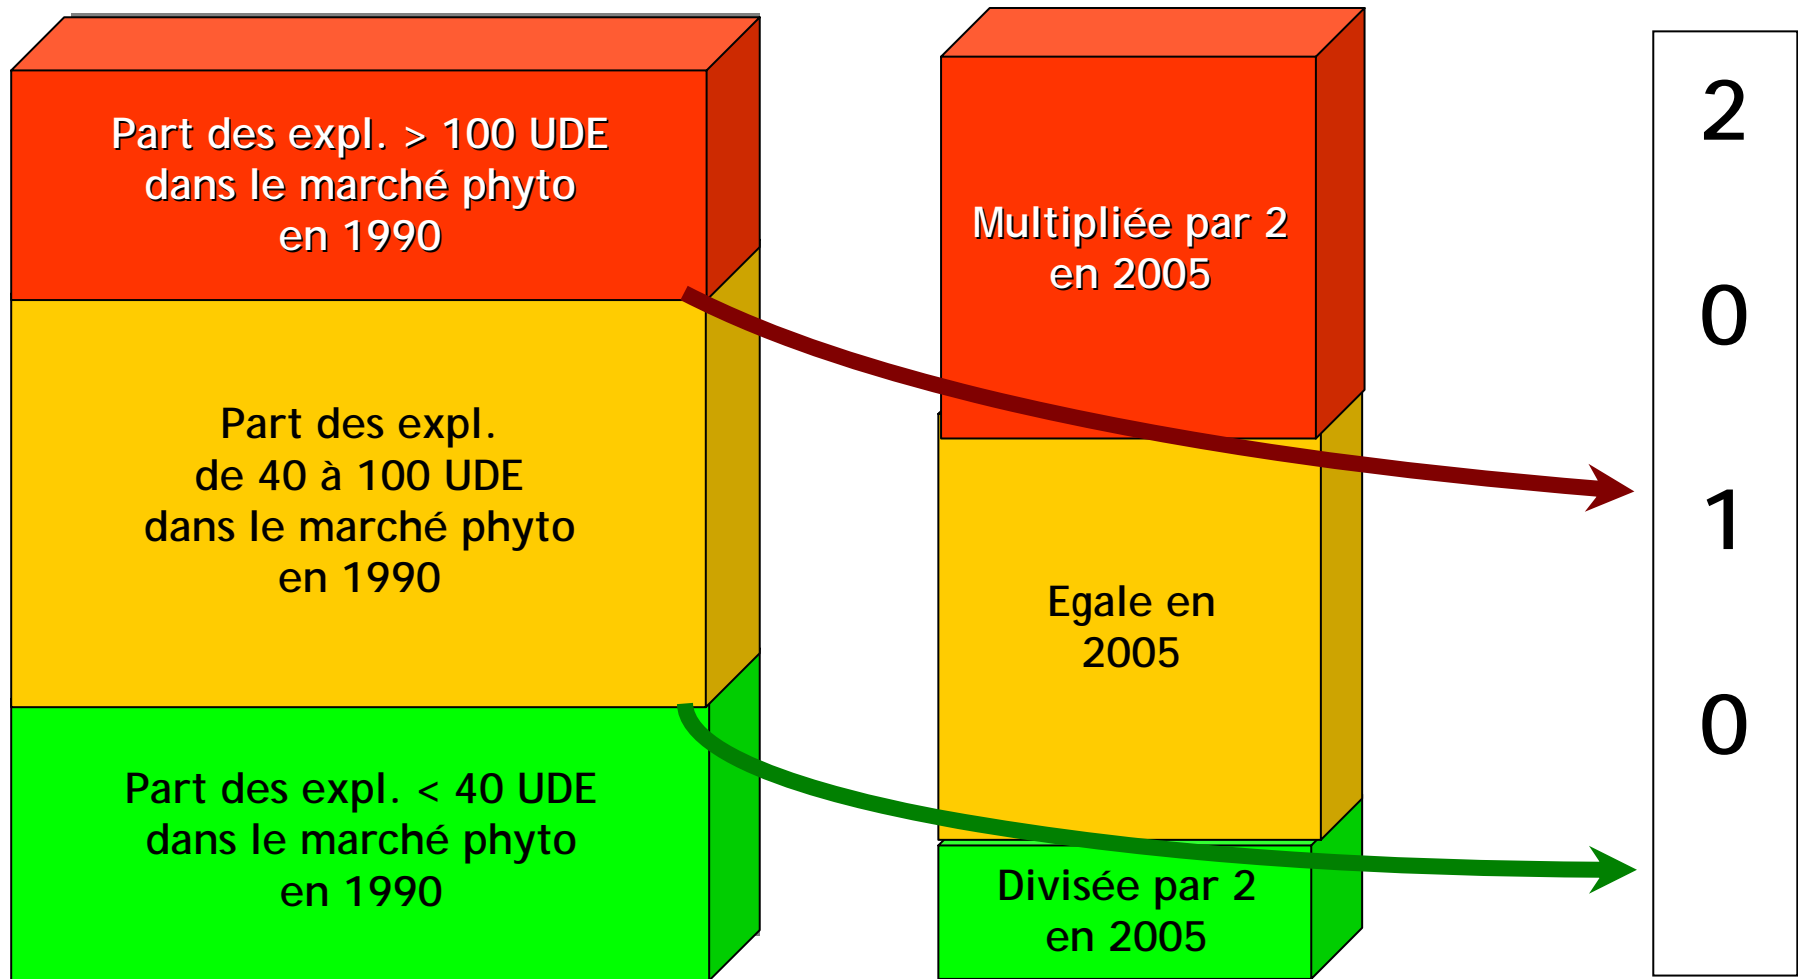 Part des expl. > 100 UDE
dans le marché phyto
en 1990
Part des expl.
de 40 à 100 UDE
dans le marché phyto
en 1990
Part des expl. < 40 UDE
dans le marché phyto
en 1990
Multipliée par 2
en 2005
Egale en
2005
Divisée par 2
en 2005
2
0
1
0